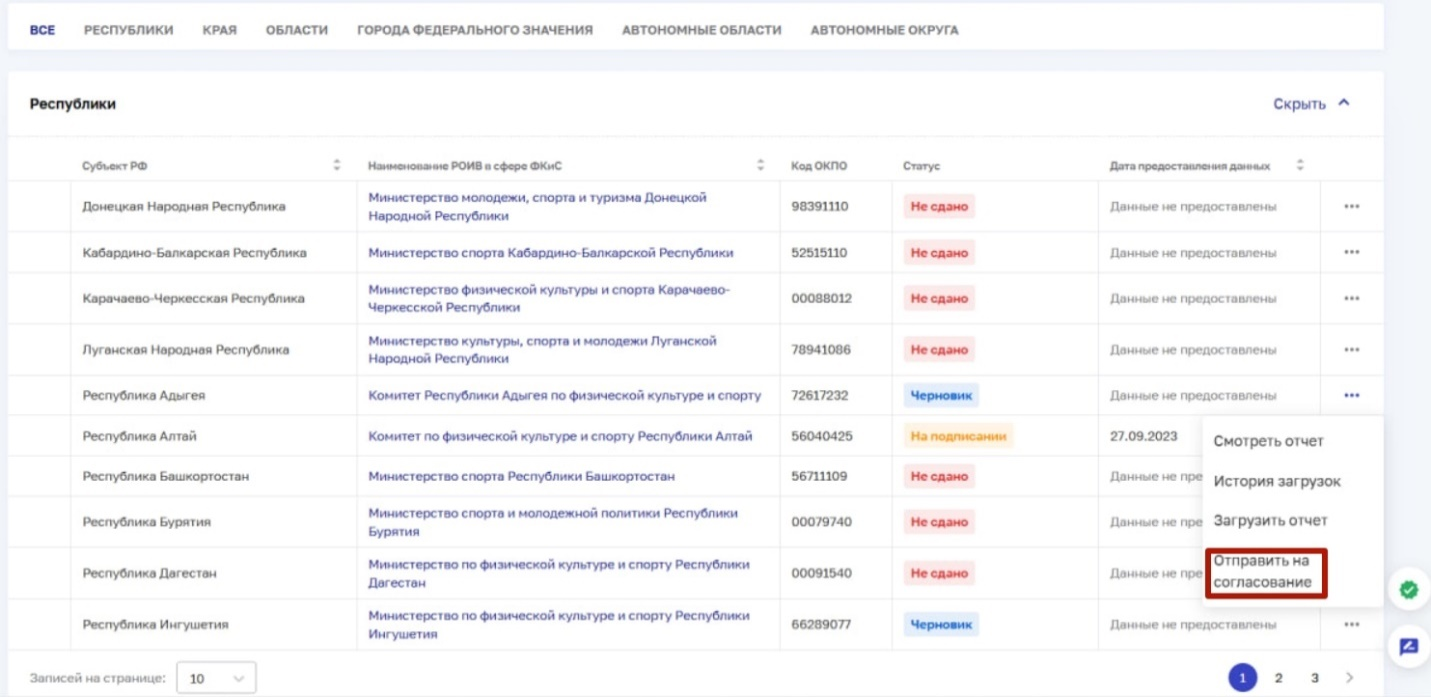 ВСЕ РЕСПУБЛИКИ КРАЯ ОБЛАСТИ ГОРОДА ФЕДЕРАЛЬНОГО ЗНАЧЕНИЯ АВТОНОМНЫЕ ОБЛАСТИ АВТОНОМНЫЕ ОКРУГА
Республики Скрыть
Субъект РФ Наименование РОИВ в сфере ФКиС Код ОКПО Статус Дата предоставления данных
Донецкая Народная Республика Министерство молодежи, спорта и туризма Донецкой 98391110 Не сдано Данные не предоставлены ...
Народной Республики
Кабардино-Балкарская Республика Министерство спорта Кабардино-Балкарской Республики 52515110 Не сдано Данные не предоставлены ...
Карачаево-Черкесская Республика Министерство физической культуры и спорта Карачаево- 00088012 Не сдано Данные не предоставлены ...
Черкесской Республики
Луганская Народная Республика Министерство культуры, спорта и молодежи Луганской 78941086 Не сдано Данные не предоставлены ...
Народной Республики
Республика Адыгея Комитет Республики Адыгея по физической культуре и спорту 72617232 Черновик Данные не предоставлены ...
Республика Алтай Комитет по физической культуре и спорту Республики Алтай 56040425 На подписании 27.09.2023
Смотреть отчет
Республика Башкортостан Министерство спорта Республики Башкортостан 56711109 Не сдано Данные не пре
История загрузок
Республика Бурятия Министерство спорта и молодежной политики Республики 00079740 Не сдано Данные не пре
Бурятия
Загрузить отчет
Республика Дагестан Министерство по физической культуре и спорту Республики 00091540 Не сдано Данные не пре
Дагестан
Отправить на
согласование
Республика Ингушетия Министерство по физической культуре и спорту Республики 66289077 Черновик Данные не предоставлены ...
Ингушетия
Записей на странице: 10 1 2 3 >